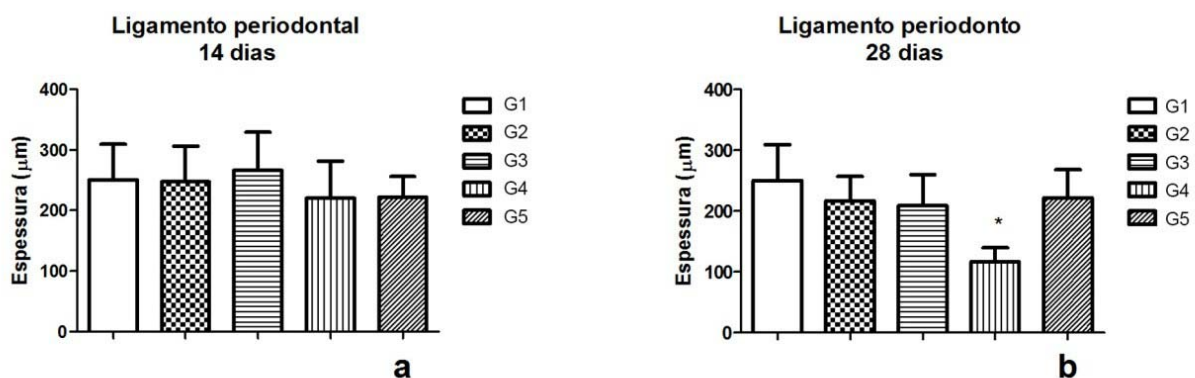 Ligamento periodontal
14 dias
Espessura (μm)
400
300
200
100
0
G1
G2
G3
G4
G5
a
Ligamento periodonto
28 dias
Espessura (μm)
400
300
200
100
0
*
G1
G2
G3
G4
G5
b